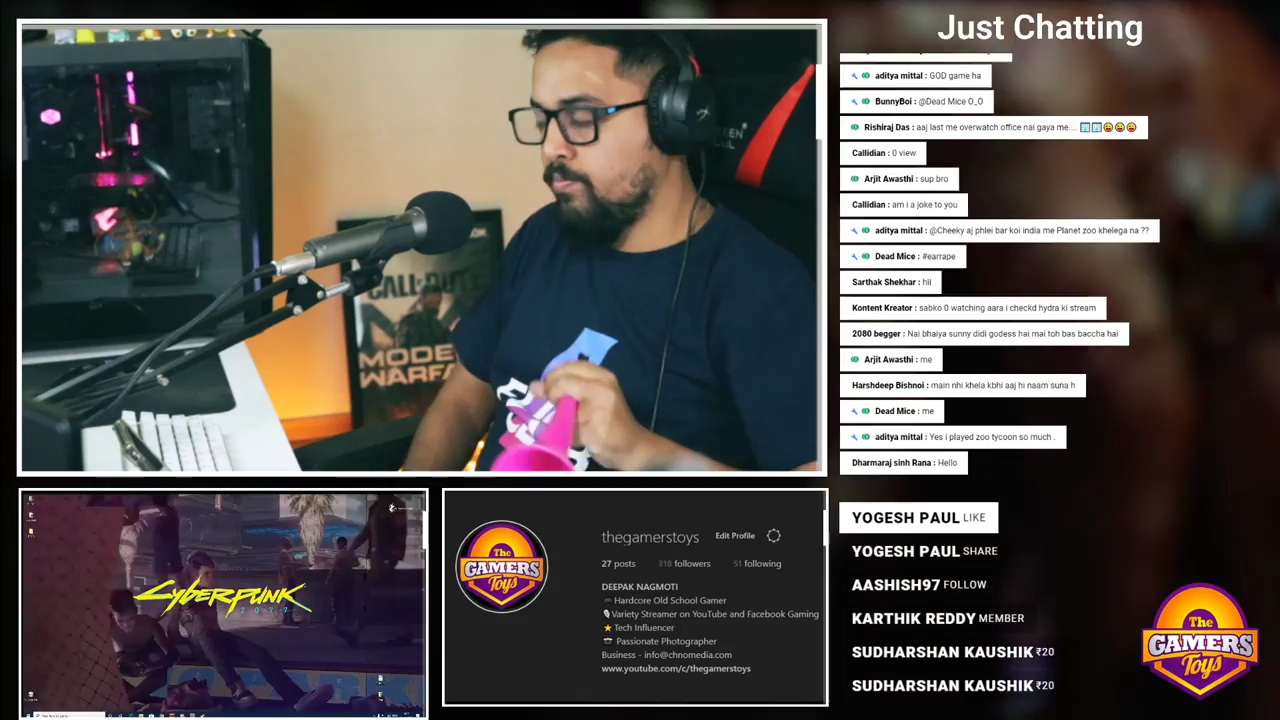 Just Chatting
aditya mittal : GOD game ha
BunnyBoi : @Dead Mice O_O
Rishiraj Das : aaj last me overwatch office nai gaya me....
Callidian : 0 view
Arjit Awasthi : sup bro
Callidian : am i a joke to you
aditya mittal : @Cheeky aj phlei bar koi india me Planet zoo khelega na ??
Dead Mice : #earrape
Sarthak Shekhar : hii
Kontent Kreator : sabko 0 watching aara i checkd hydra ki stream
2080 begger : Nai bhaiya sunny didi godess hai mai toh bas baccha hai
Arjit Awasthi : me
Harshdeep Bishnoi : main nhi khela kbhi aaj hi naam suna h
Dead Mice : me
aditya mittal : Yes i played zoo tycoon so much .
Dharmaraj sinh Rana : Hello
CALL OF DUTY
MODE
WARFA
CYBERPUNK
2077
The
GAMERS
Toys
thegamerstoys Edit Profile
27 posts 318 followers 51 following
DEEPAK NAGMOTI
Hardcore Old School Gamer
Variety Streamer on YouTube and Facebook Gaming
Tech Influencer
Passionate Photographer
Business - info@chnomedia.com
www.youtube.com/c/thegamerstoys
YOGESH PAUL LIKE
YOGESH PAUL SHARE
AASHISH97 FOLLOW
KARTHIK REDDY MEMBER
SUDHARSHAN KAUSHIK ₹20
SUDHARSHAN KAUSHIK ₹20
The
GAMERS
Toys